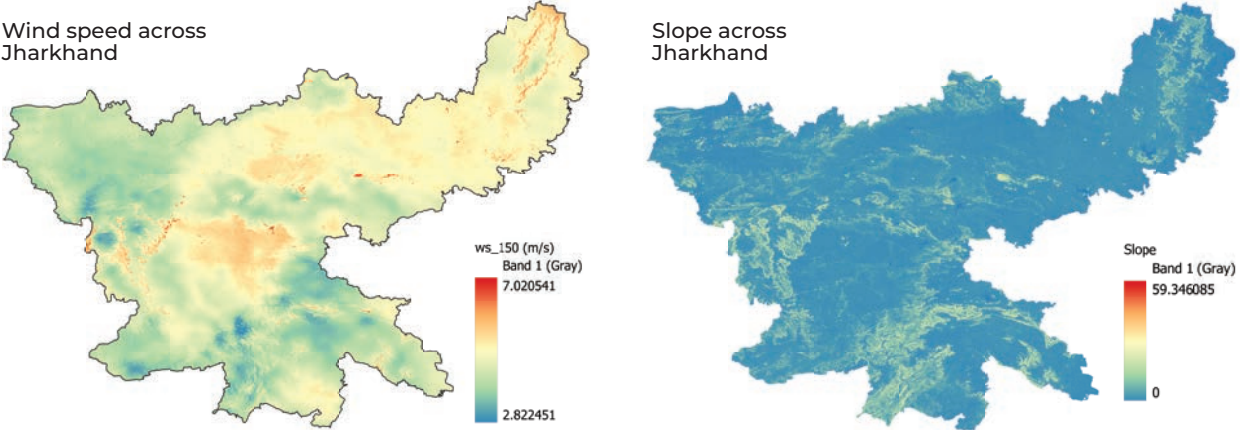 Wind speed across
Jharkhand
ws_150 (m/s)
Band 1 (Gray)
7.020541
2.822451
Slope across
Jharkhand
Slope
Band 1 (Gray)
59.346085
0